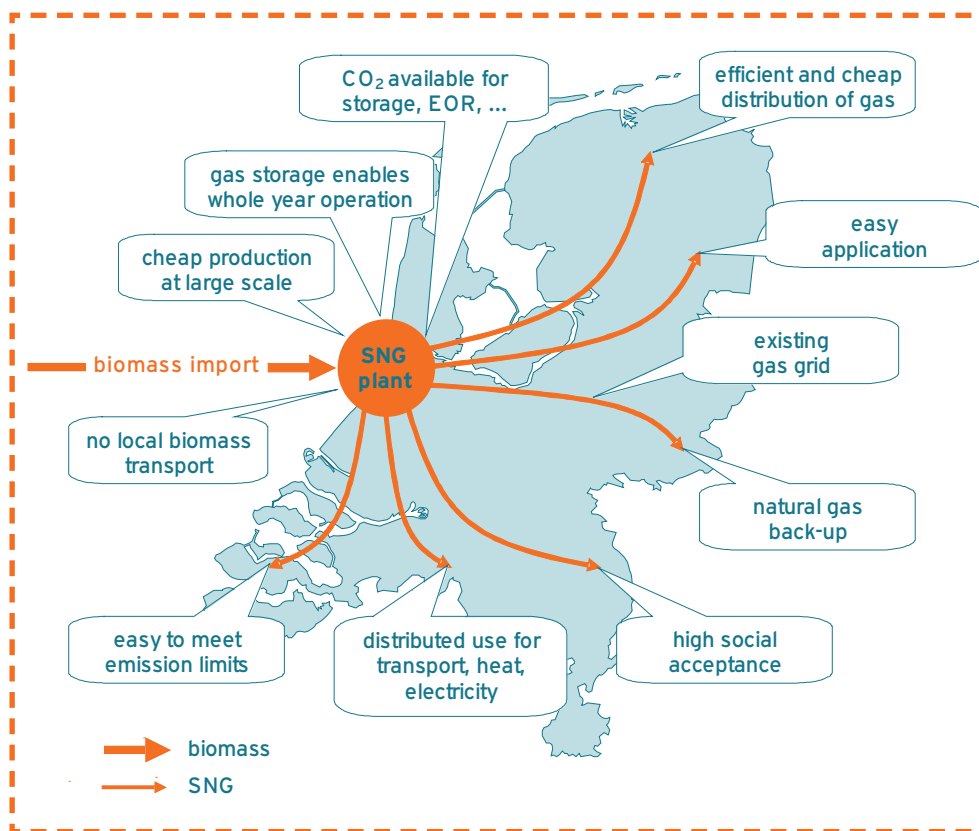 CO₂ available for
storage, EOR, ...
efficient and cheap
distribution of gas
gas storage enables
whole year operation
easy
application
cheap production
at large scale
existing
gas grid
biomass import
SNG
plant
no local biomass
transport
natural gas
back-up
easy to meet
emission limits
distributed use for
transport, heat,
electricity
high social
acceptance
biomass
SNG